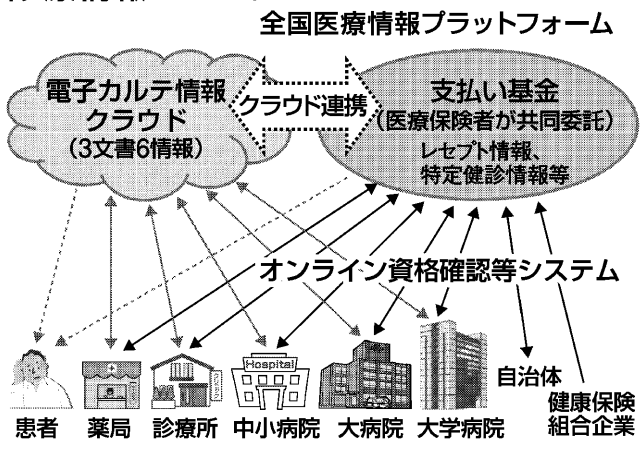 全国医療情報プラットフォーム
電子カルテ情報
クラウド
(3文書6情報)
クラウド連携
支払い基金
(医療保険者が共同委託)
レセプト情報、
特定健診情報等
オンライン資格確認等システム
Hospital
患者
薬局
診療所
中小病院
大病院
大学病院
自治体
健康保険
組合企業